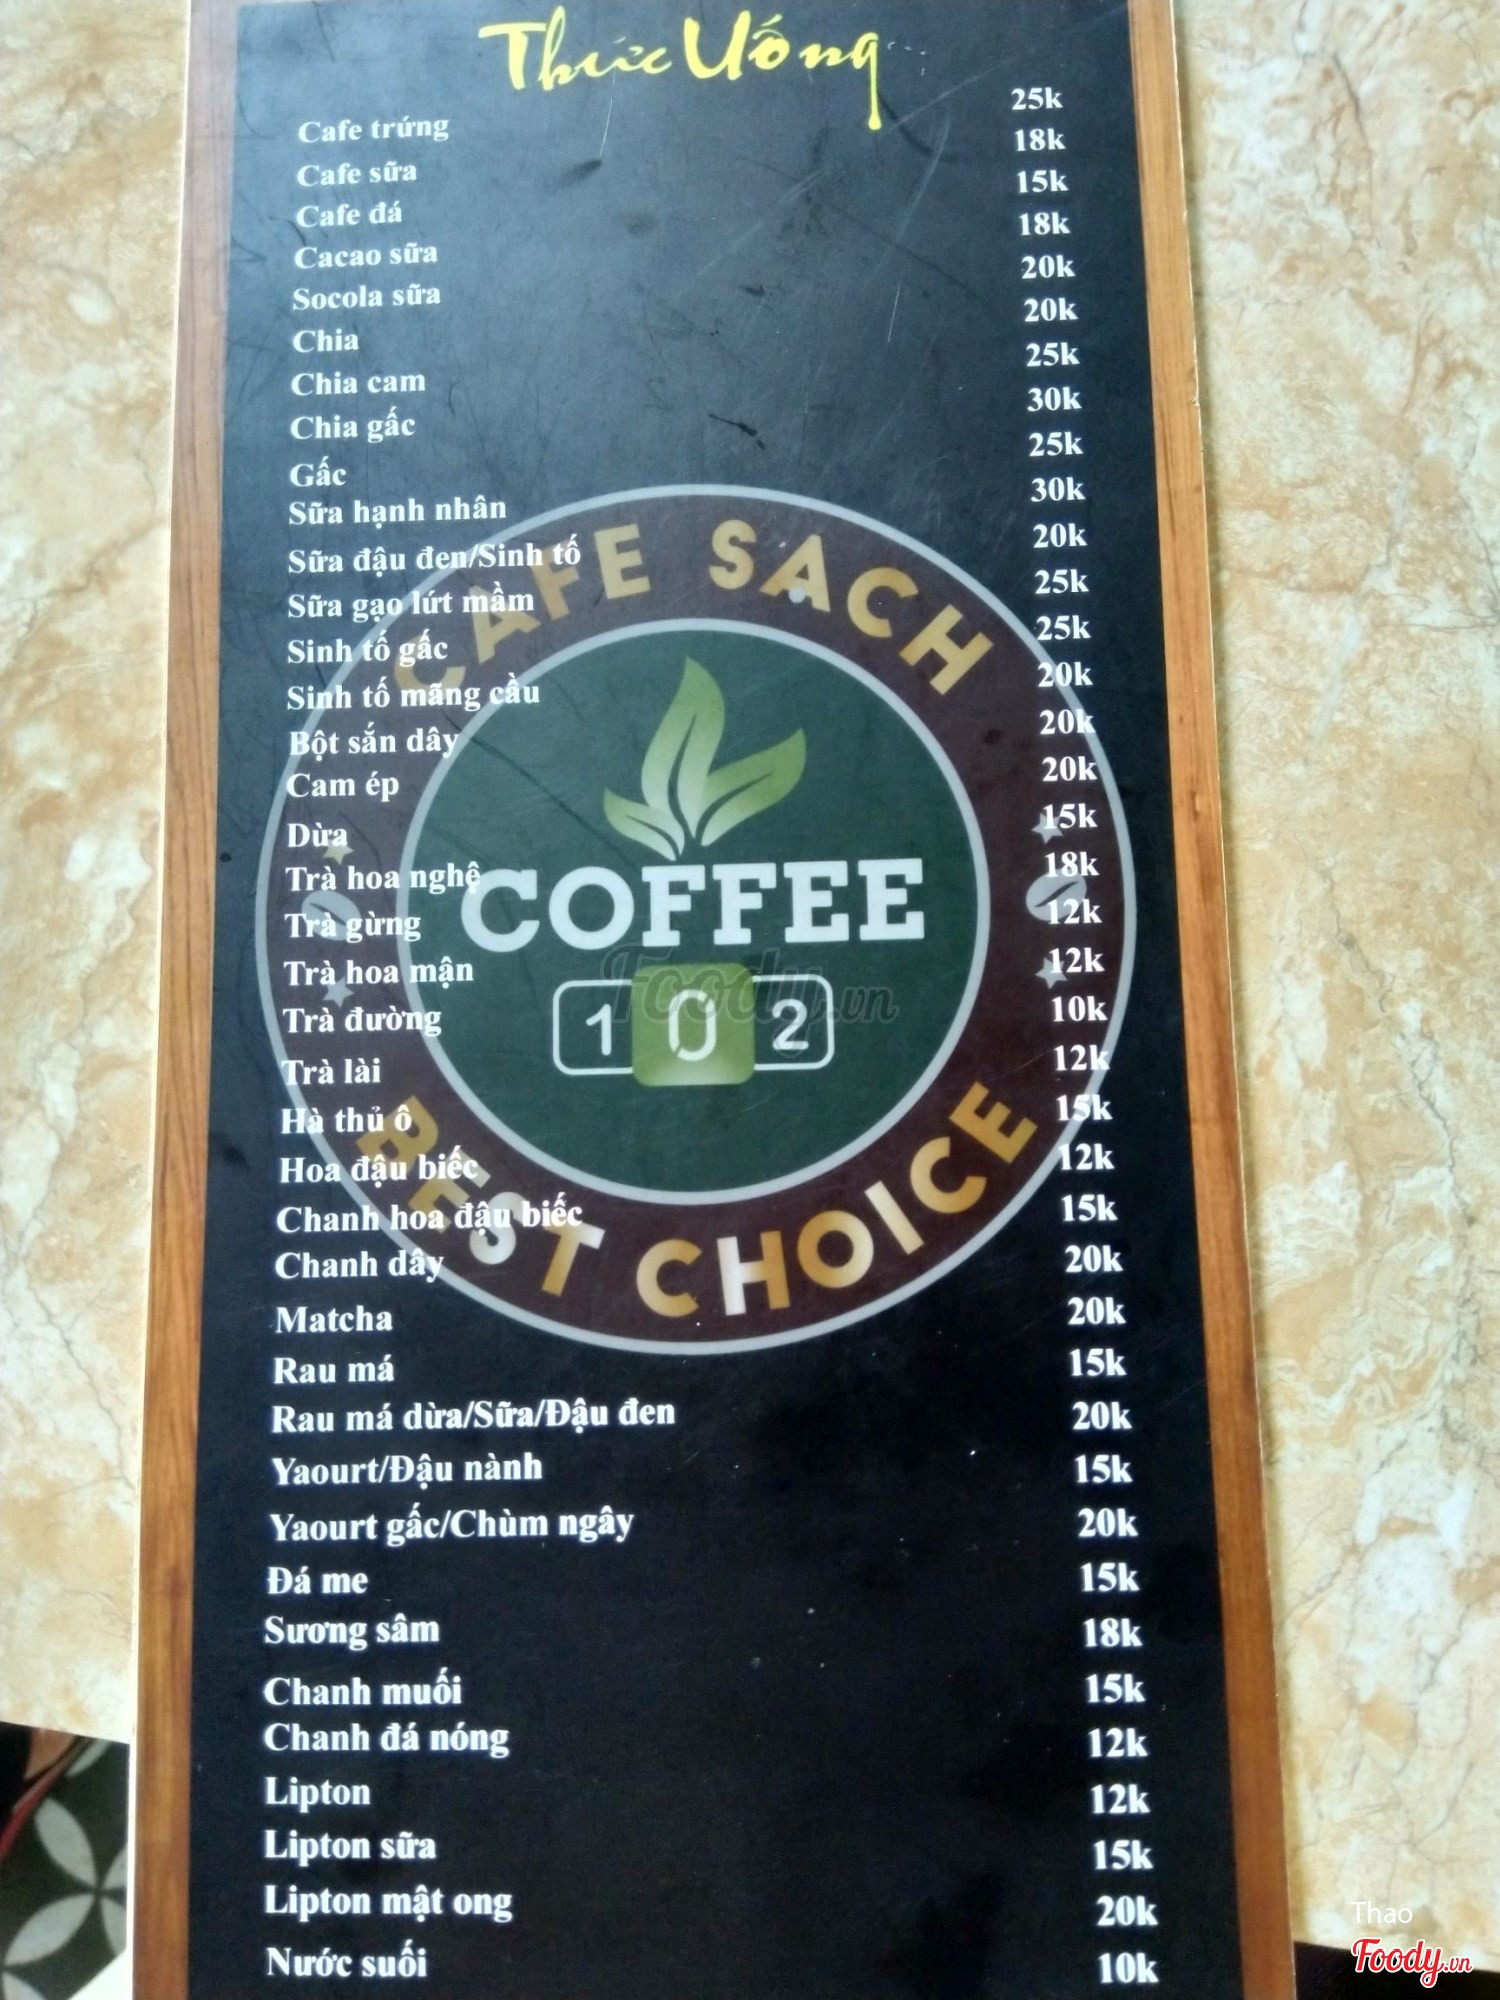 Thức Uống
Cafe trứng 25k
Cafe sữa 18k
Cafe đá 15k
Cacao sữa 18k
Socola sữa 20k
Chia 20k
Chia cam 25k
Chia gấc 30k
Gấc 25k
Sữa hạnh nhân 30k
Sữa đậu đen/Sinh tố 20k
Sữa gạo lứt mầm 25k
Sinh tố gấc 25k
Sinh tố mãng cầu 20k
Bột sắn dây 20k
Cam ép 20k
Dừa 15k
Trà hoa nghệ 18k
Trà gừng 12k
Trà hoa mận 12k
Trà đường 10k
Trà lài 12k
Hà thủ ô 15k
Hoa đậu biếc 12k
Chanh hoa đậu biếc 15k
Chanh dây 20k
Matcha 20k
Rau má 15k
Rau má dừa/Sữa/Đậu đen 20k
Yaourt/Đậu nành 15k
Yaourt gấc/Chùm ngây 20k
Đá me 15k
Sương sâm 18k
Chanh muối 15k
Chanh đá nóng 12k
Lipton 12k
Lipton sữa 15k
Lipton mật ong 20k
Nước suối 10k
CAFE SẠCH
COFFEE
102
BEST CHOICE
Foody.vn
Thao
Foody.vn